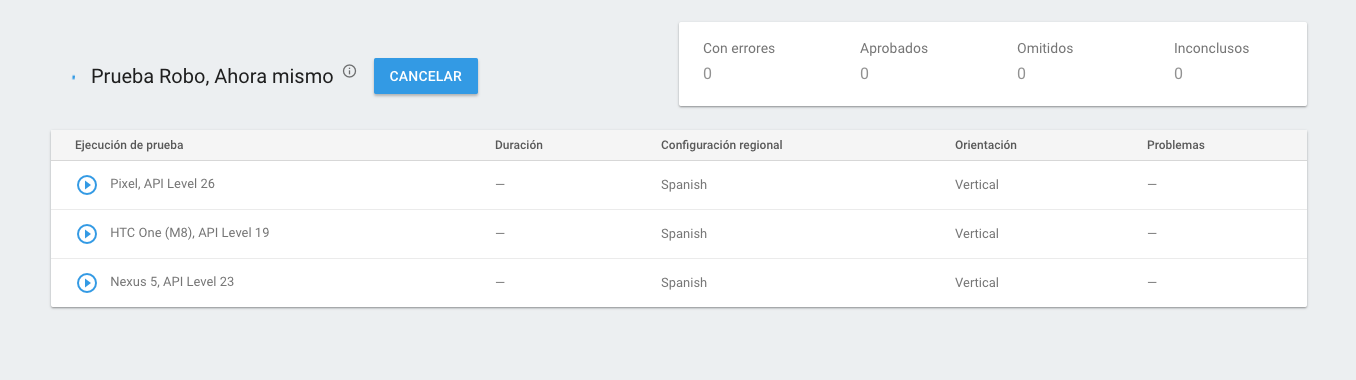 Prueba Robo, Ahora mismo
CANCELAR
Con errores Aprobados Omitidos Inconclusos
0 0 0 0
Ejecución de prueba Duración Configuración regional Orientación Problemas
Pixel, API Level 26 — Spanish Vertical —
HTC One (M8), API Level 19 — Spanish Vertical —
Nexus 5, API Level 23 — Spanish Vertical —